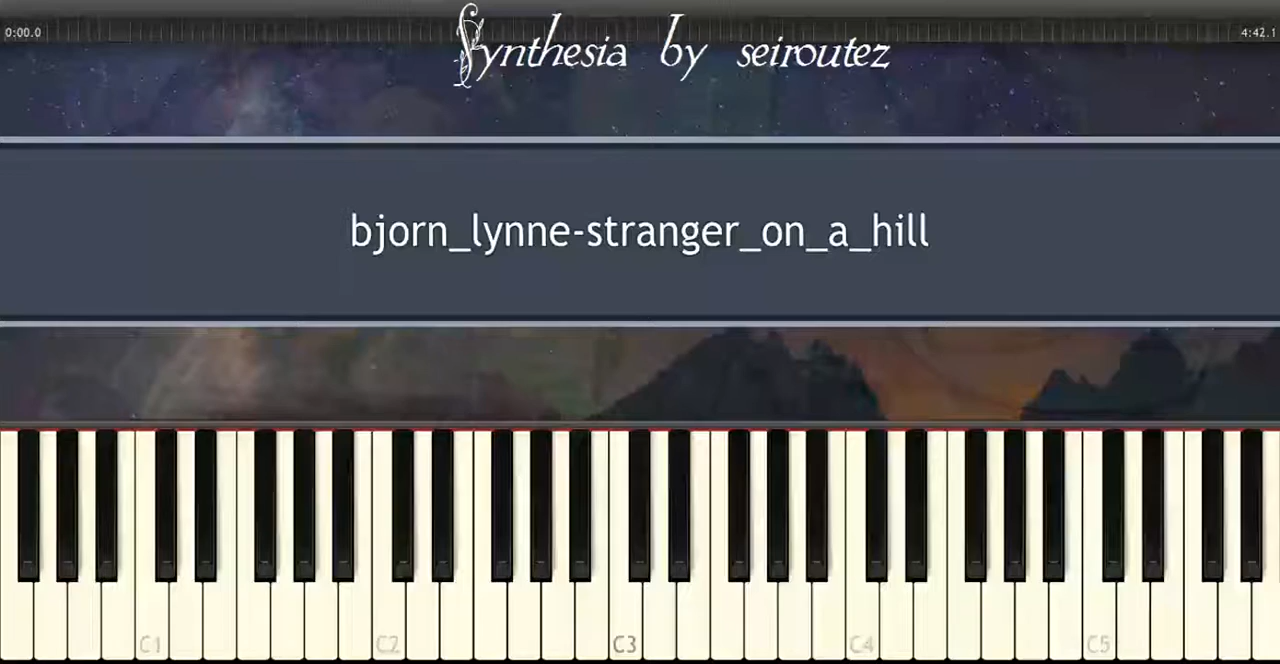 0:00.0
Synthesia by seiroutez
4:42.1
bjorn_lynne-stranger_on_a_hill
C1 C2 C3 C4 C5